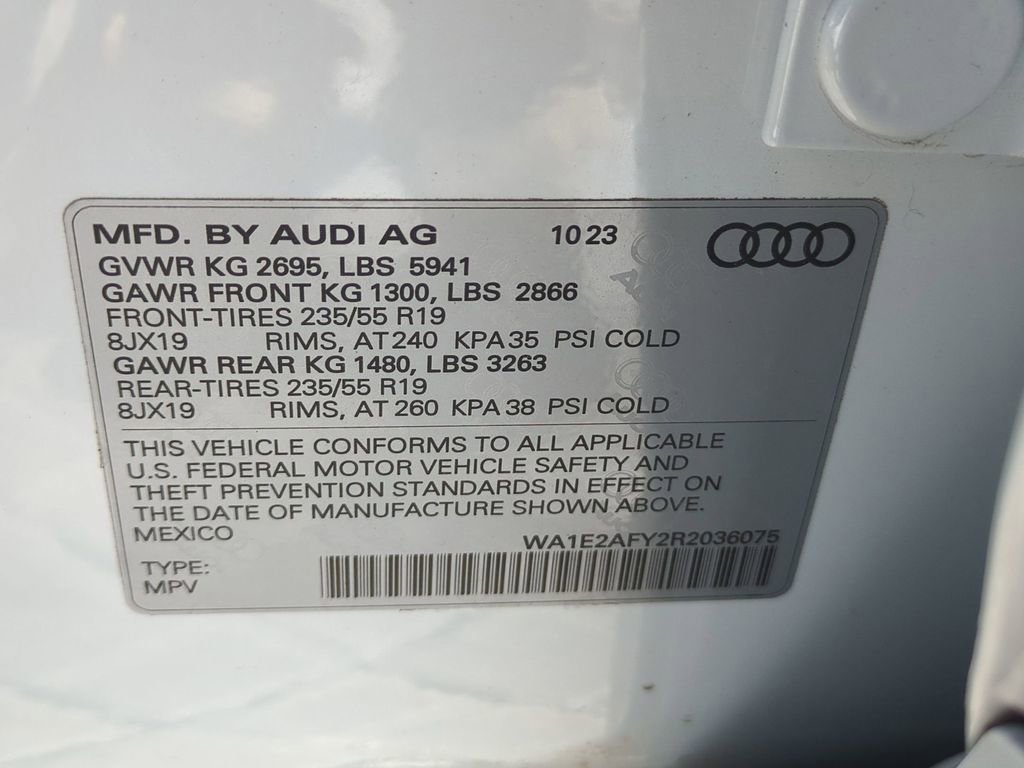 MFD. BY AUDI AG 10 23
GVWR KG 2695, LBS 5941
GAWR FRONT KG 1300, LBS 2866
FRONT-TIRES 235/55 R19
8JX19 RIMS, AT 240 KPA 35 PSI COLD
GAWR REAR KG 1480, LBS 3263
REAR-TIRES 235/55 R19
8JX19 RIMS, AT 260 KPA 38 PSI COLD
THIS VEHICLE CONFORMS TO ALL APPLICABLE
U.S. FEDERAL MOTOR VEHICLE SAFETY AND
THEFT PREVENTION STANDARDS IN EFFECT ON
THE DATE OF MANUFACTURE SHOWN ABOVE.
MEXICO WA1E2AFY2R2036075
TYPE:
MPV